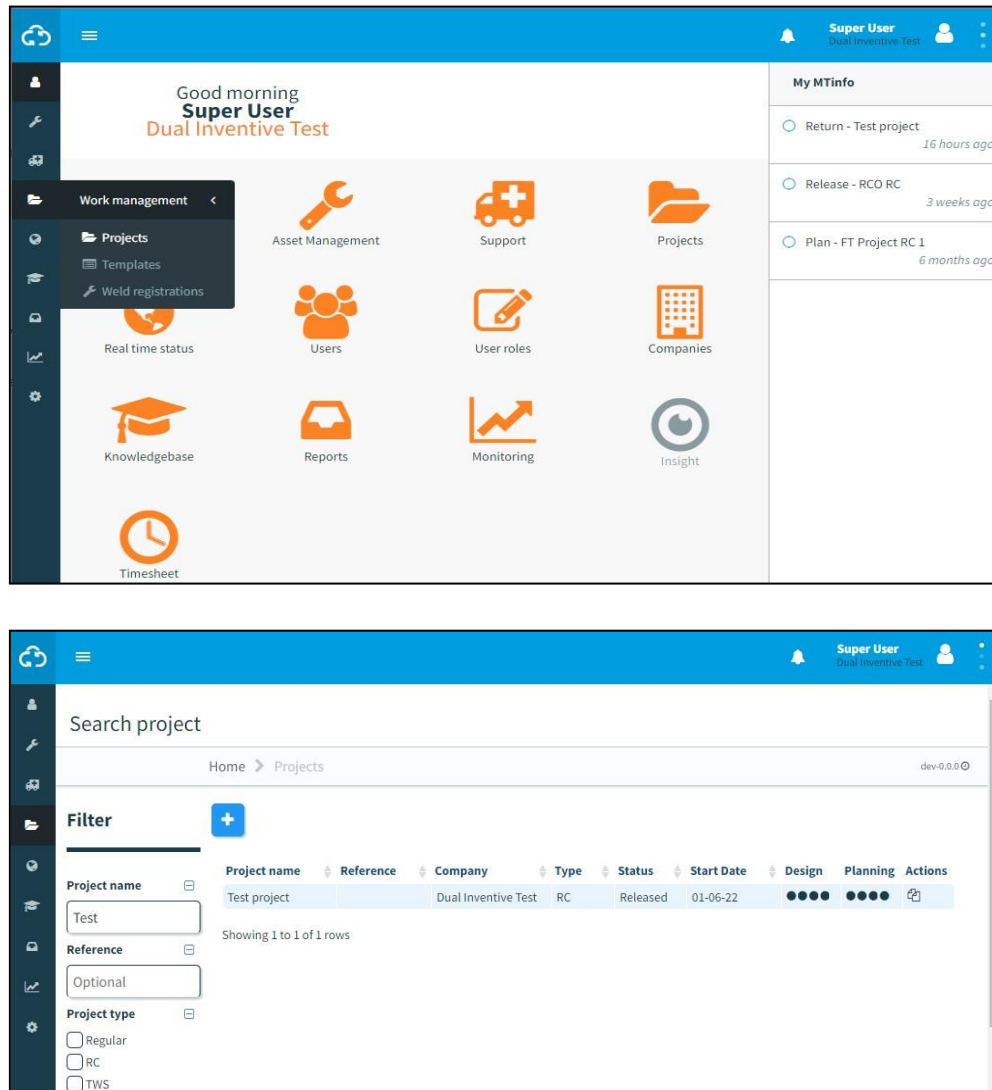 Super User
Dual Inventive Test
Good morning
Super User
Dual Inventive Test
My MTinfo
Return - Test project
16 hours ago
Release - RCO RC
3 weeks ago
Plan - FT Project RC 1
6 months ago
Work management
Projects
Templates
Weld registrations
Asset Management
Support
Projects
Real time status
Users
User roles
Companies
Knowledgebase
Reports
Monitoring
Insight
Timesheet
Super User
Dual Inventive Test
Search project
Home Projects
dev-0.0.0
Filter
Project name Reference Company Type Status Start Date Design Planning Actions
Test project Dual Inventive Test RC Released 01-06-22
Showing 1 to 1 of 1 rows
Project name
Test
Reference
Optional
Project type
Regular
RC
TWS